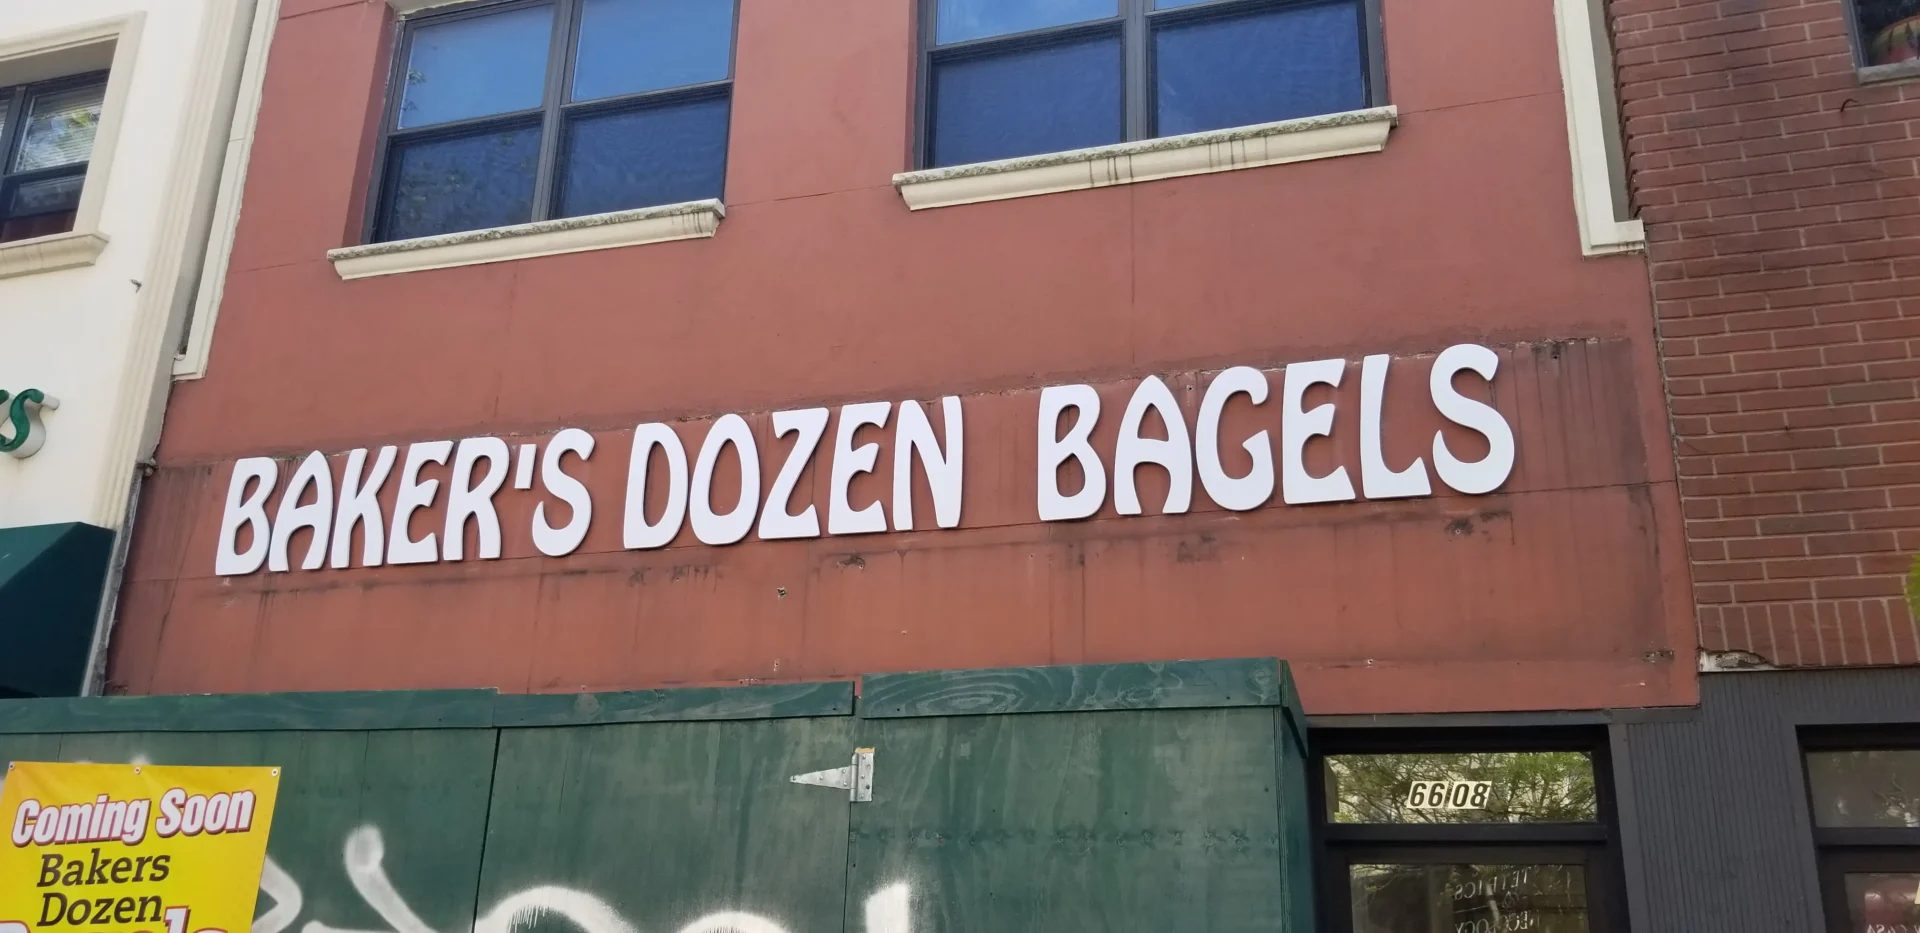 BAKER'S DOZEN BAGELS
6608
Coming Soon
Bakers
Dozen